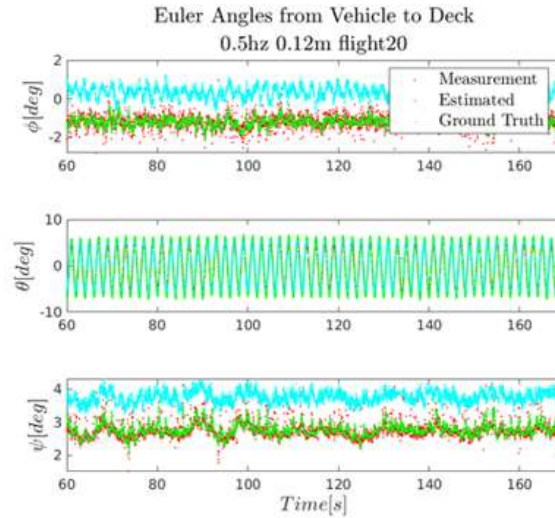 Euler Angles from Vehicle to Deck
0.5hz 0.12m flight20
Measurement
Estimated
Ground Truth
ϕ[deg]
2
0
-2
60 80 100 120 140 160
θ[deg]
10
0
-10
60 80 100 120 140 160
ψ[deg]
4
3
2
60 80 100 120 140 160
Time[s]